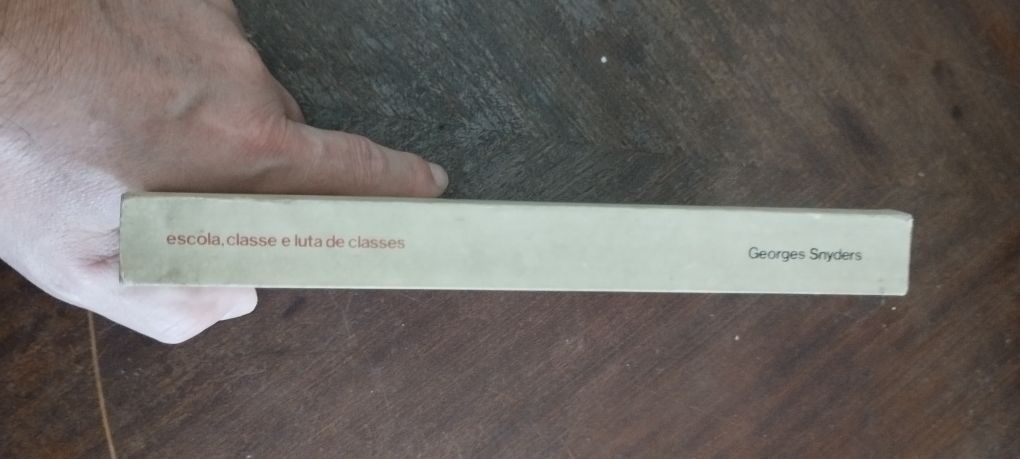 escola, classe e luta de classes
Georges Snyders